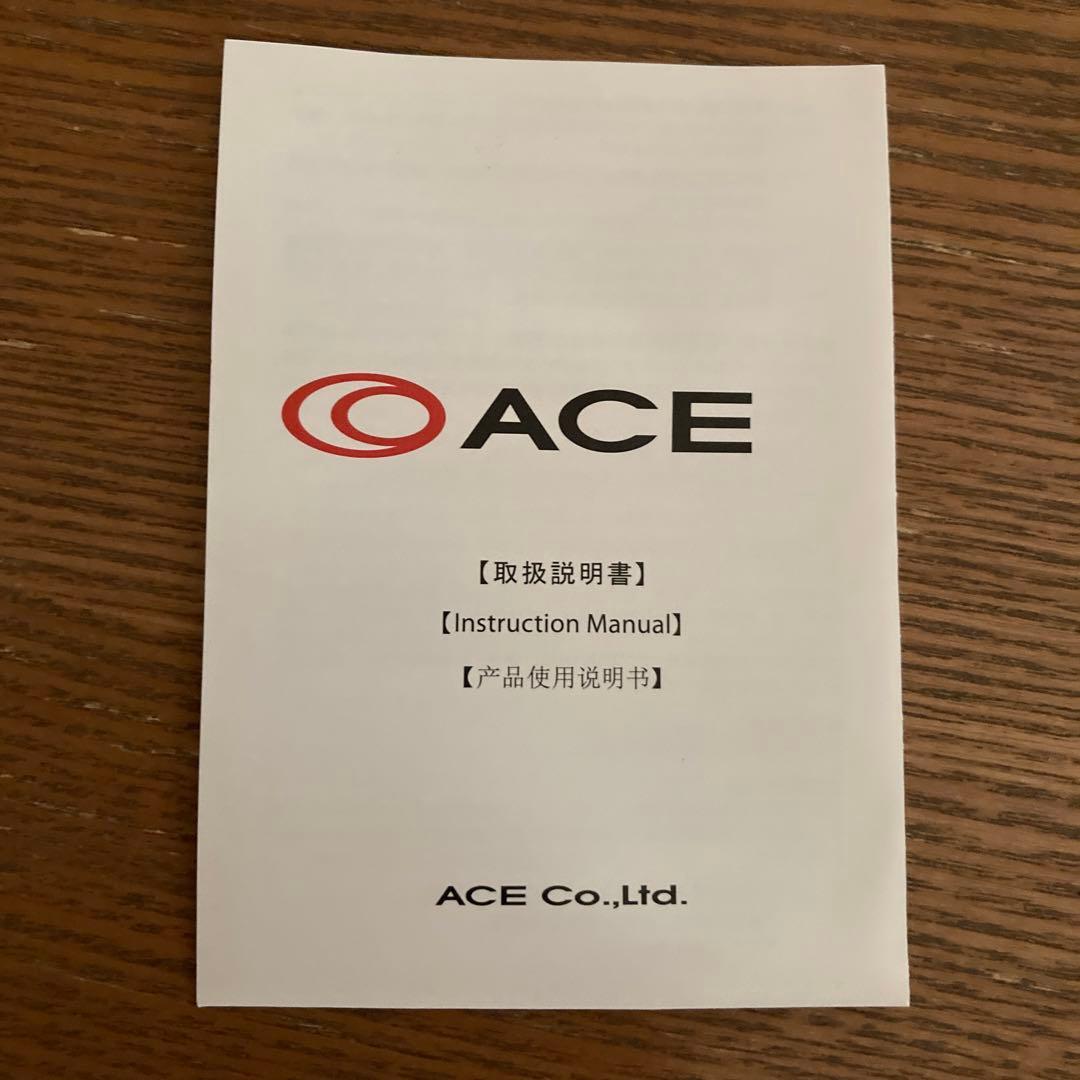 ACE
【取扱説明書】
【Instruction Manual】
【产品使用说明书】
ACE Co.,Ltd.